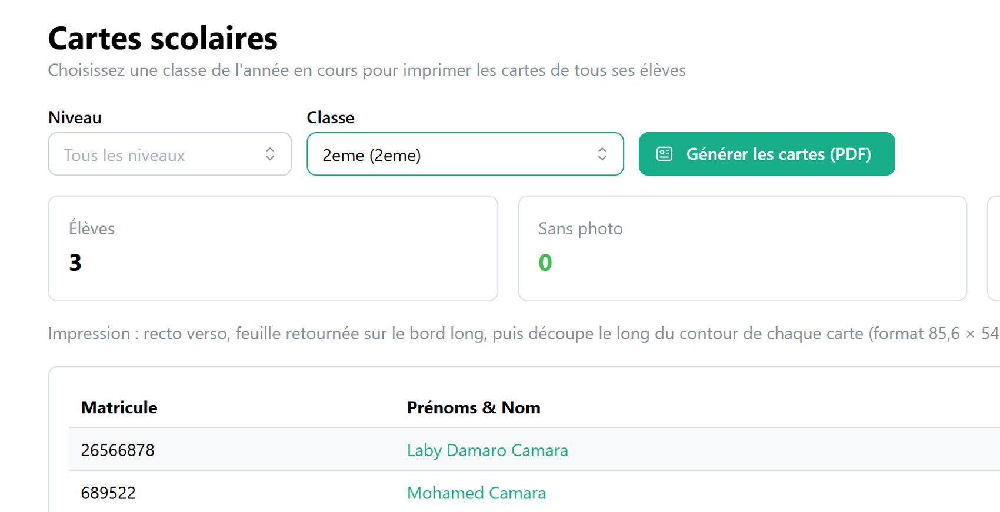 Cartes scolaires
Choisissez une classe de l'année en cours pour imprimer les cartes de tous ses élèves
Niveau Classe
Tous les niveaux 2eme (2eme) Générer les cartes (PDF)
Élèves Sans photo
3 0
Impression : recto verso, feuille retournée sur le bord long, puis découpe le long du contour de chaque carte (format 85,6 × 54
Matricule Prénoms & Nom
26566878 Laby Damaro Camara
689522 Mohamed Camara